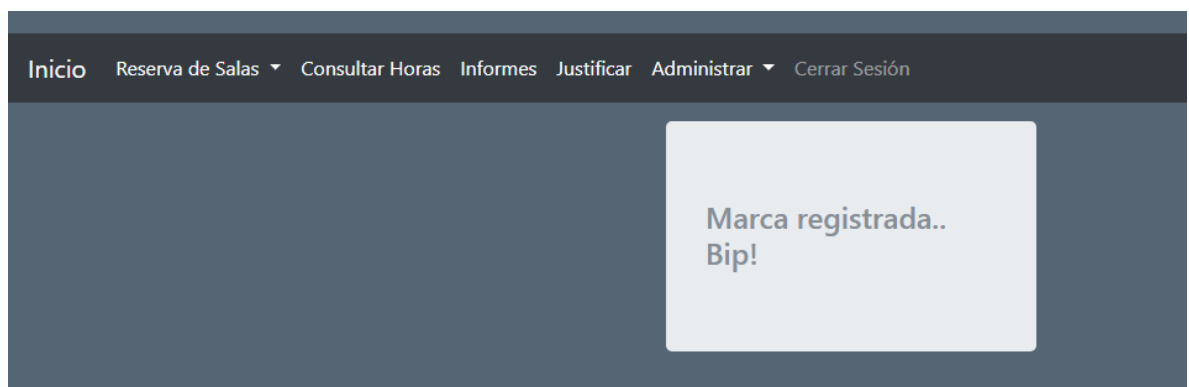 Inicio Reserva de Salas Consultar Horas Informes Justificar Administrar Cerrar Sesión
Marca registrada..
Bip!